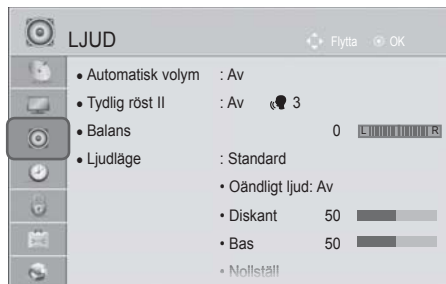 LJUD Flytta OK
• Automatisk volym : Av
• Tydlig röst II : Av 3
• Balans 0 L R
• Ljudläge : Standard
• Oändligt ljud: Av
• Diskant 50
• Bas 50
• Nollställ